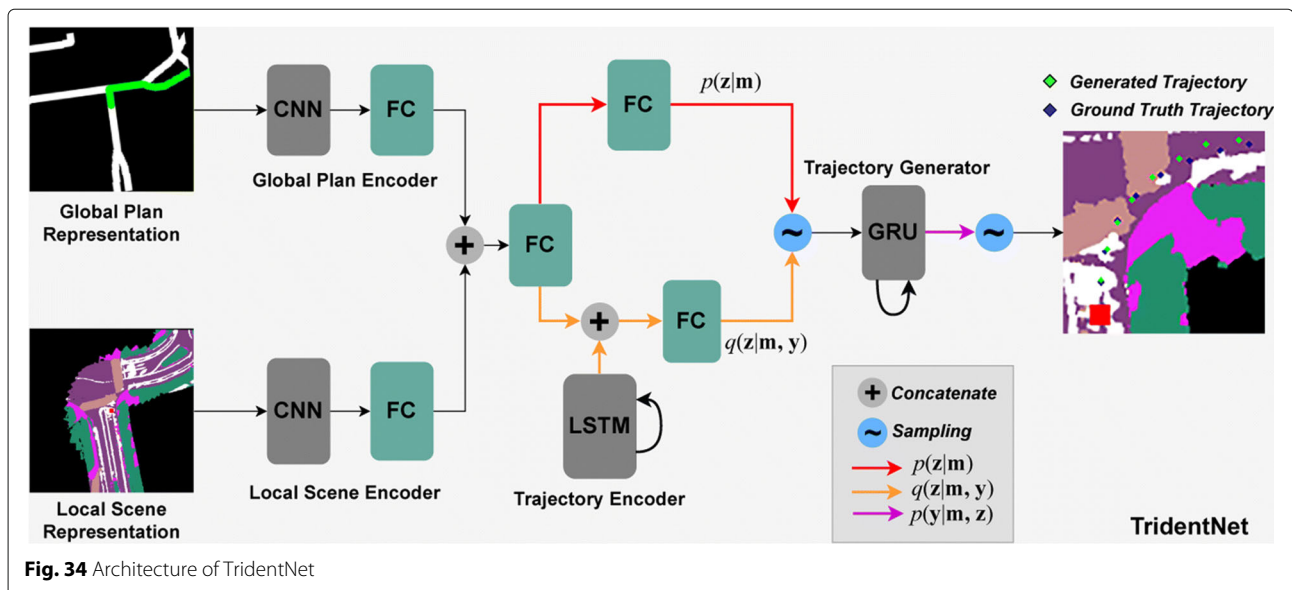 Global Plan
Representation
CNN
FC
Global Plan Encoder
Local Scene
Representation
CNN
FC
Local Scene Encoder
+
FC
FC
p(z|m)
+
FC
q(z|m, y)
LSTM
Trajectory Encoder
~
Trajectory Generator
GRU
~
Generated Trajectory
Ground Truth Trajectory
+ Concatenate
~ Sampling
p(z|m)
q(z|m, y)
p(y|m, z)
TridentNet
Fig. 34 Architecture of TridentNet